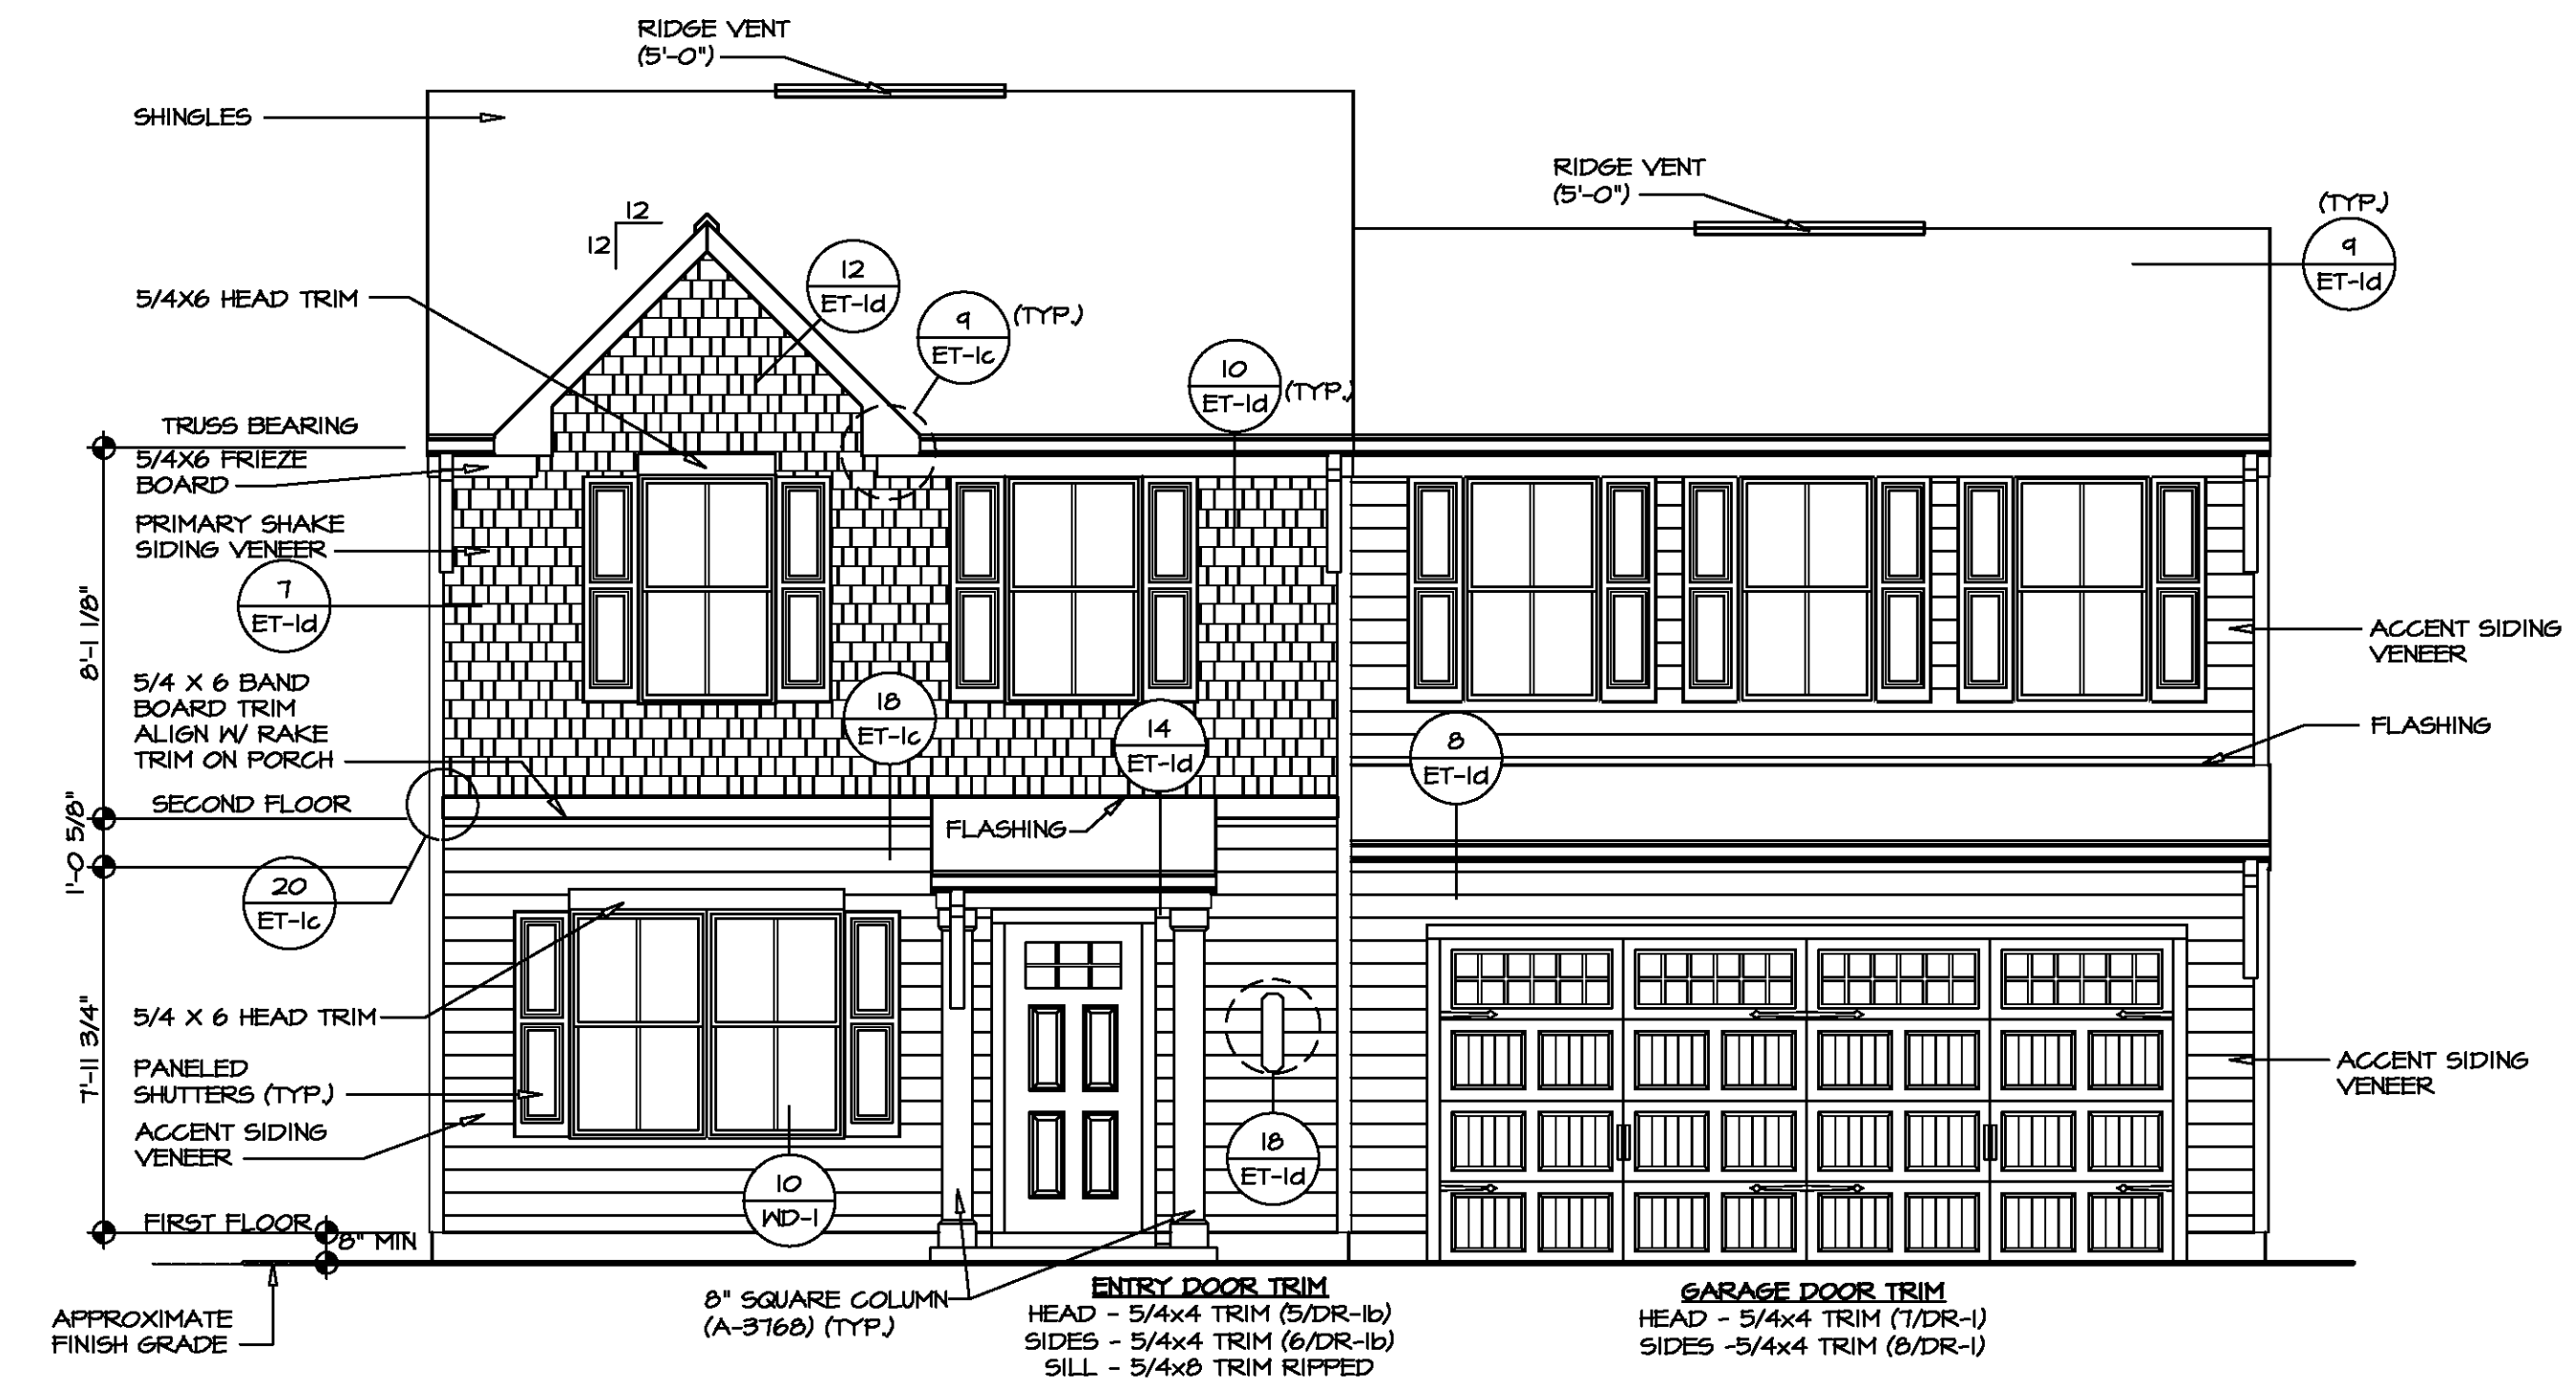 RIDGE VENT
(5'-0")
SHINGLES
RIDGE VENT
(5'-0")
(TYP.)
9
ET-1d
12
12
12
ET-1d
5/4X6 HEAD TRIM
9
ET-1c
(TYP.)
10
ET-1d
(TYP.)
TRUSS BEARING
5/4X6 FRIEZE
BOARD
PRIMARY SHAKE
SIDING VENEER
7
ET-1d
8'-1 1/8"
ACCENT SIDING
VENEER
5/4 X 6 BAND
BOARD TRIM
ALIGN W/ RAKE
TRIM ON PORCH
18
ET-1c
14
ET-1d
8
ET-1d
FLASHING
SECOND FLOOR
1'-0 5/8"
FLASHING
20
ET-1c
5/4 X 6 HEAD TRIM
7'-11 3/4"
PANELED
SHUTTERS (TYP.)
ACCENT SIDING
VENEER
ACCENT SIDING
VENEER
18
ET-1d
10
WD-1
FIRST FLOOR
8" MIN
APPROXIMATE
FINISH GRADE
8" SQUARE COLUMN
(A-3768) (TYP.)
ENTRY DOOR TRIM
HEAD - 5/4x4 TRIM (5/DR-1b)
SIDES - 5/4x4 TRIM (6/DR-1b)
SILL - 5/4x8 TRIM RIPPED
GARAGE DOOR TRIM
HEAD - 5/4x4 TRIM (7/DR-1)
SIDES -5/4x4 TRIM (8/DR-1)